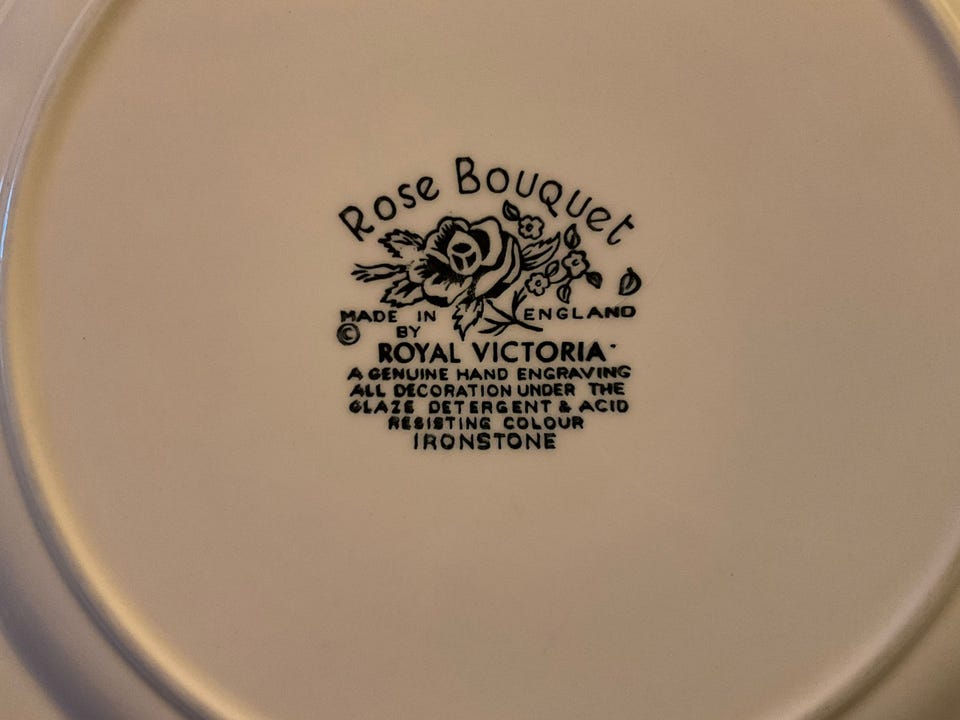 Rose Bouquet
MADE IN ENGLAND
© BY
ROYAL VICTORIA
A GENUINE HAND ENGRAVING
ALL DECORATION UNDER THE
GLAZE DETERGENT & ACID
RESISTING COLOUR
IRONSTONE